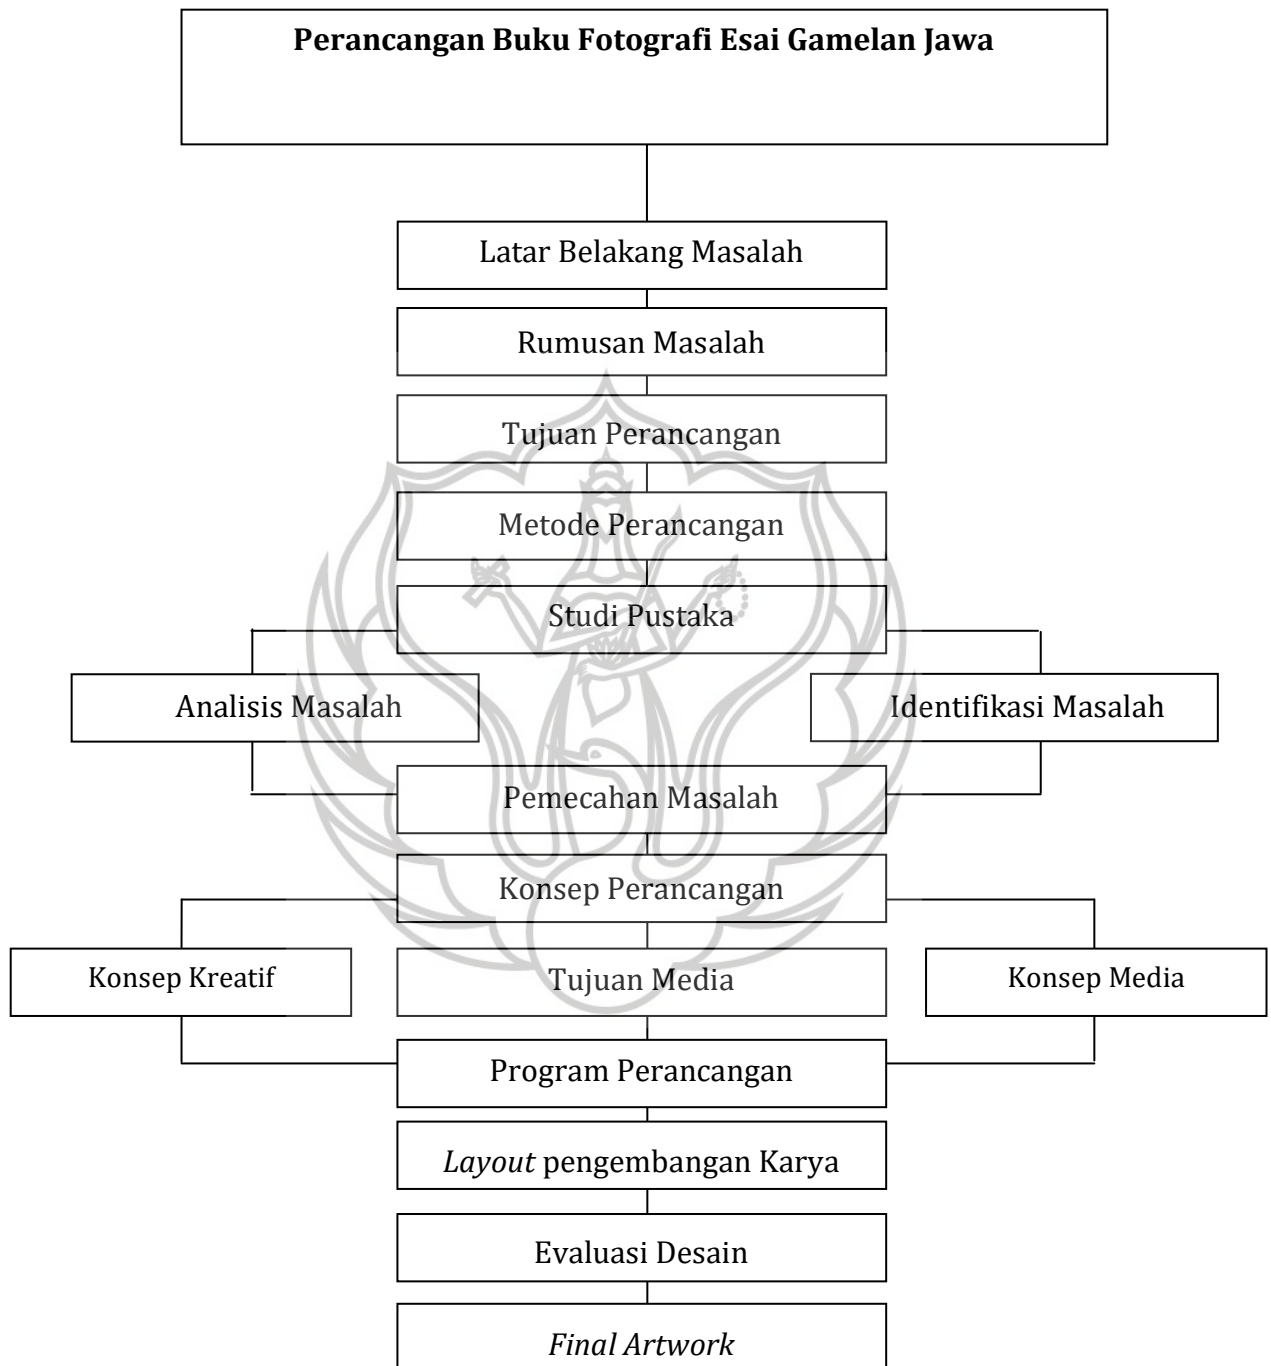 Perancangan Buku Fotografi Esai Gamelan Jawa
Latar Belakang Masalah
Rumusan Masalah
Tujuan Perancangan
Metode Perancangan
Studi Pustaka
Analisis Masalah
Identifikasi Masalah
Pemecahan Masalah
Konsep Perancangan
Konsep Kreatif
Tujuan Media
Konsep Media
Program Perancangan
Layout pengembangan Karya
Evaluasi Desain
Final Artwork